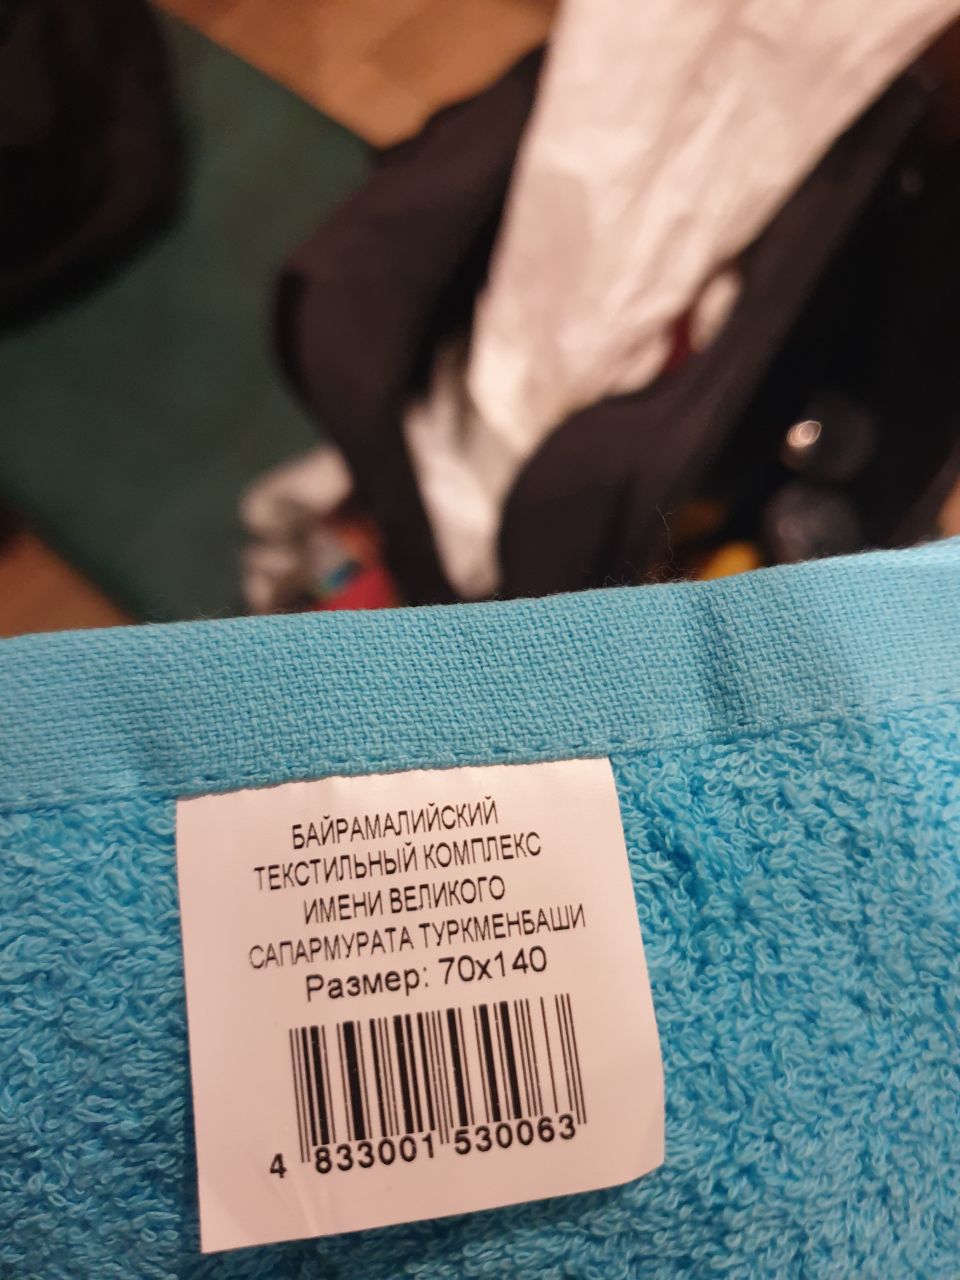 БАЙРАМАЛИЙСКИЙ
ТЕКСТИЛЬНЫЙ КОМПЛЕКС
ИМЕНИ ВЕЛИКОГО
САПАРМУРАТА ТУРКМЕНБАШИ
Размер: 70х140
4 833001 530063